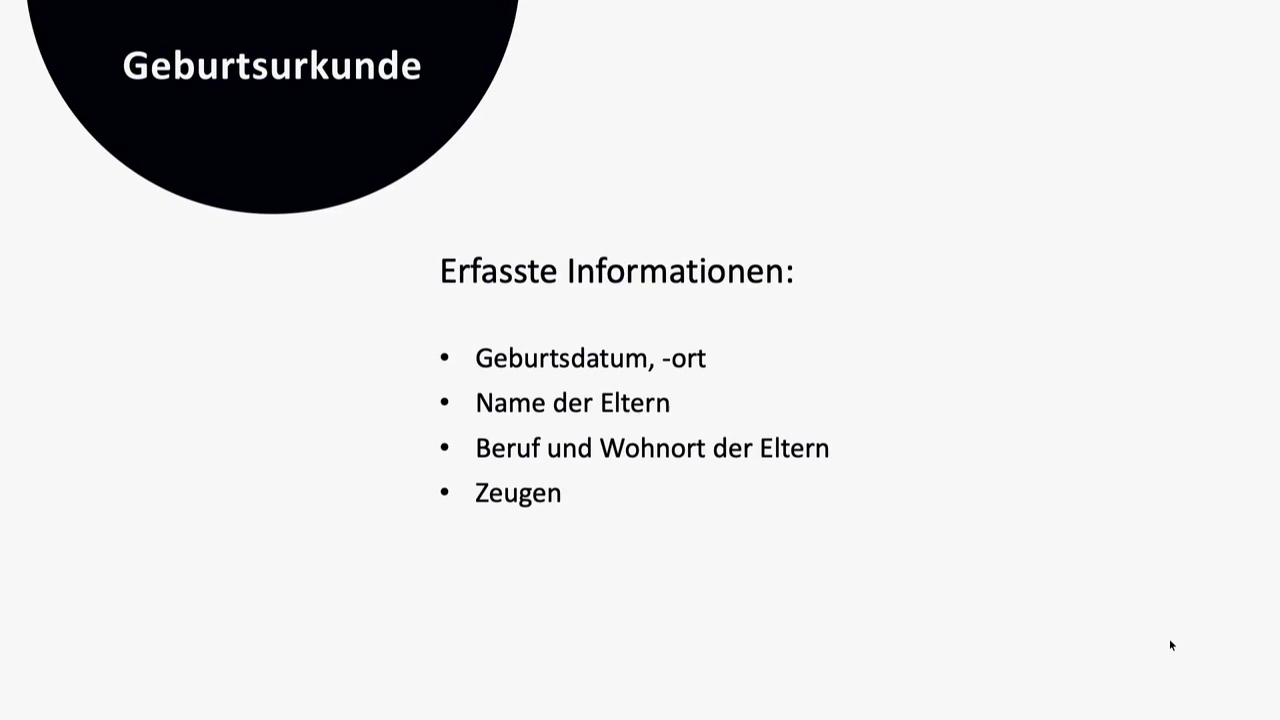 Geburtsurkunde
Erfasste Informationen:
• Geburtsdatum, -ort
• Name der Eltern
• Beruf und Wohnort der Eltern
• Zeugen